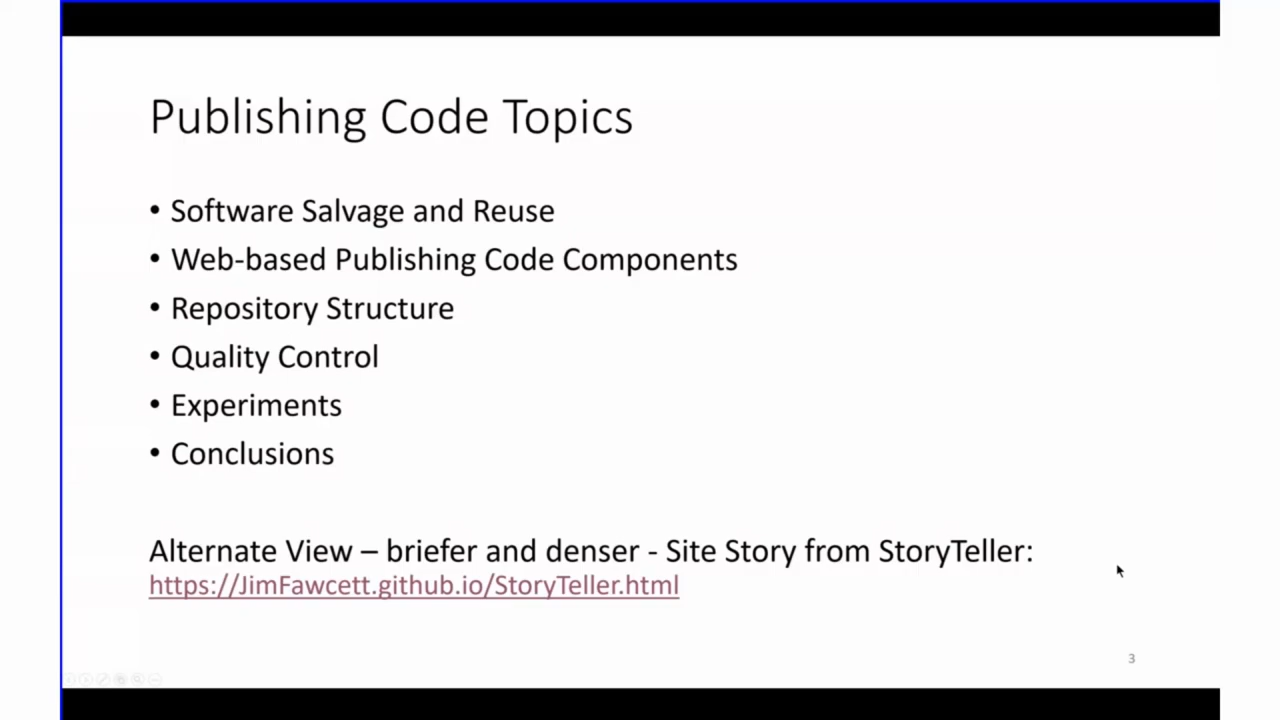 Publishing Code Topics
• Software Salvage and Reuse
• Web-based Publishing Code Components
• Repository Structure
• Quality Control
• Experiments
• Conclusions
Alternate View – briefer and denser - Site Story from StoryTeller:
https://JimFawcett.github.io/StoryTeller.html
3